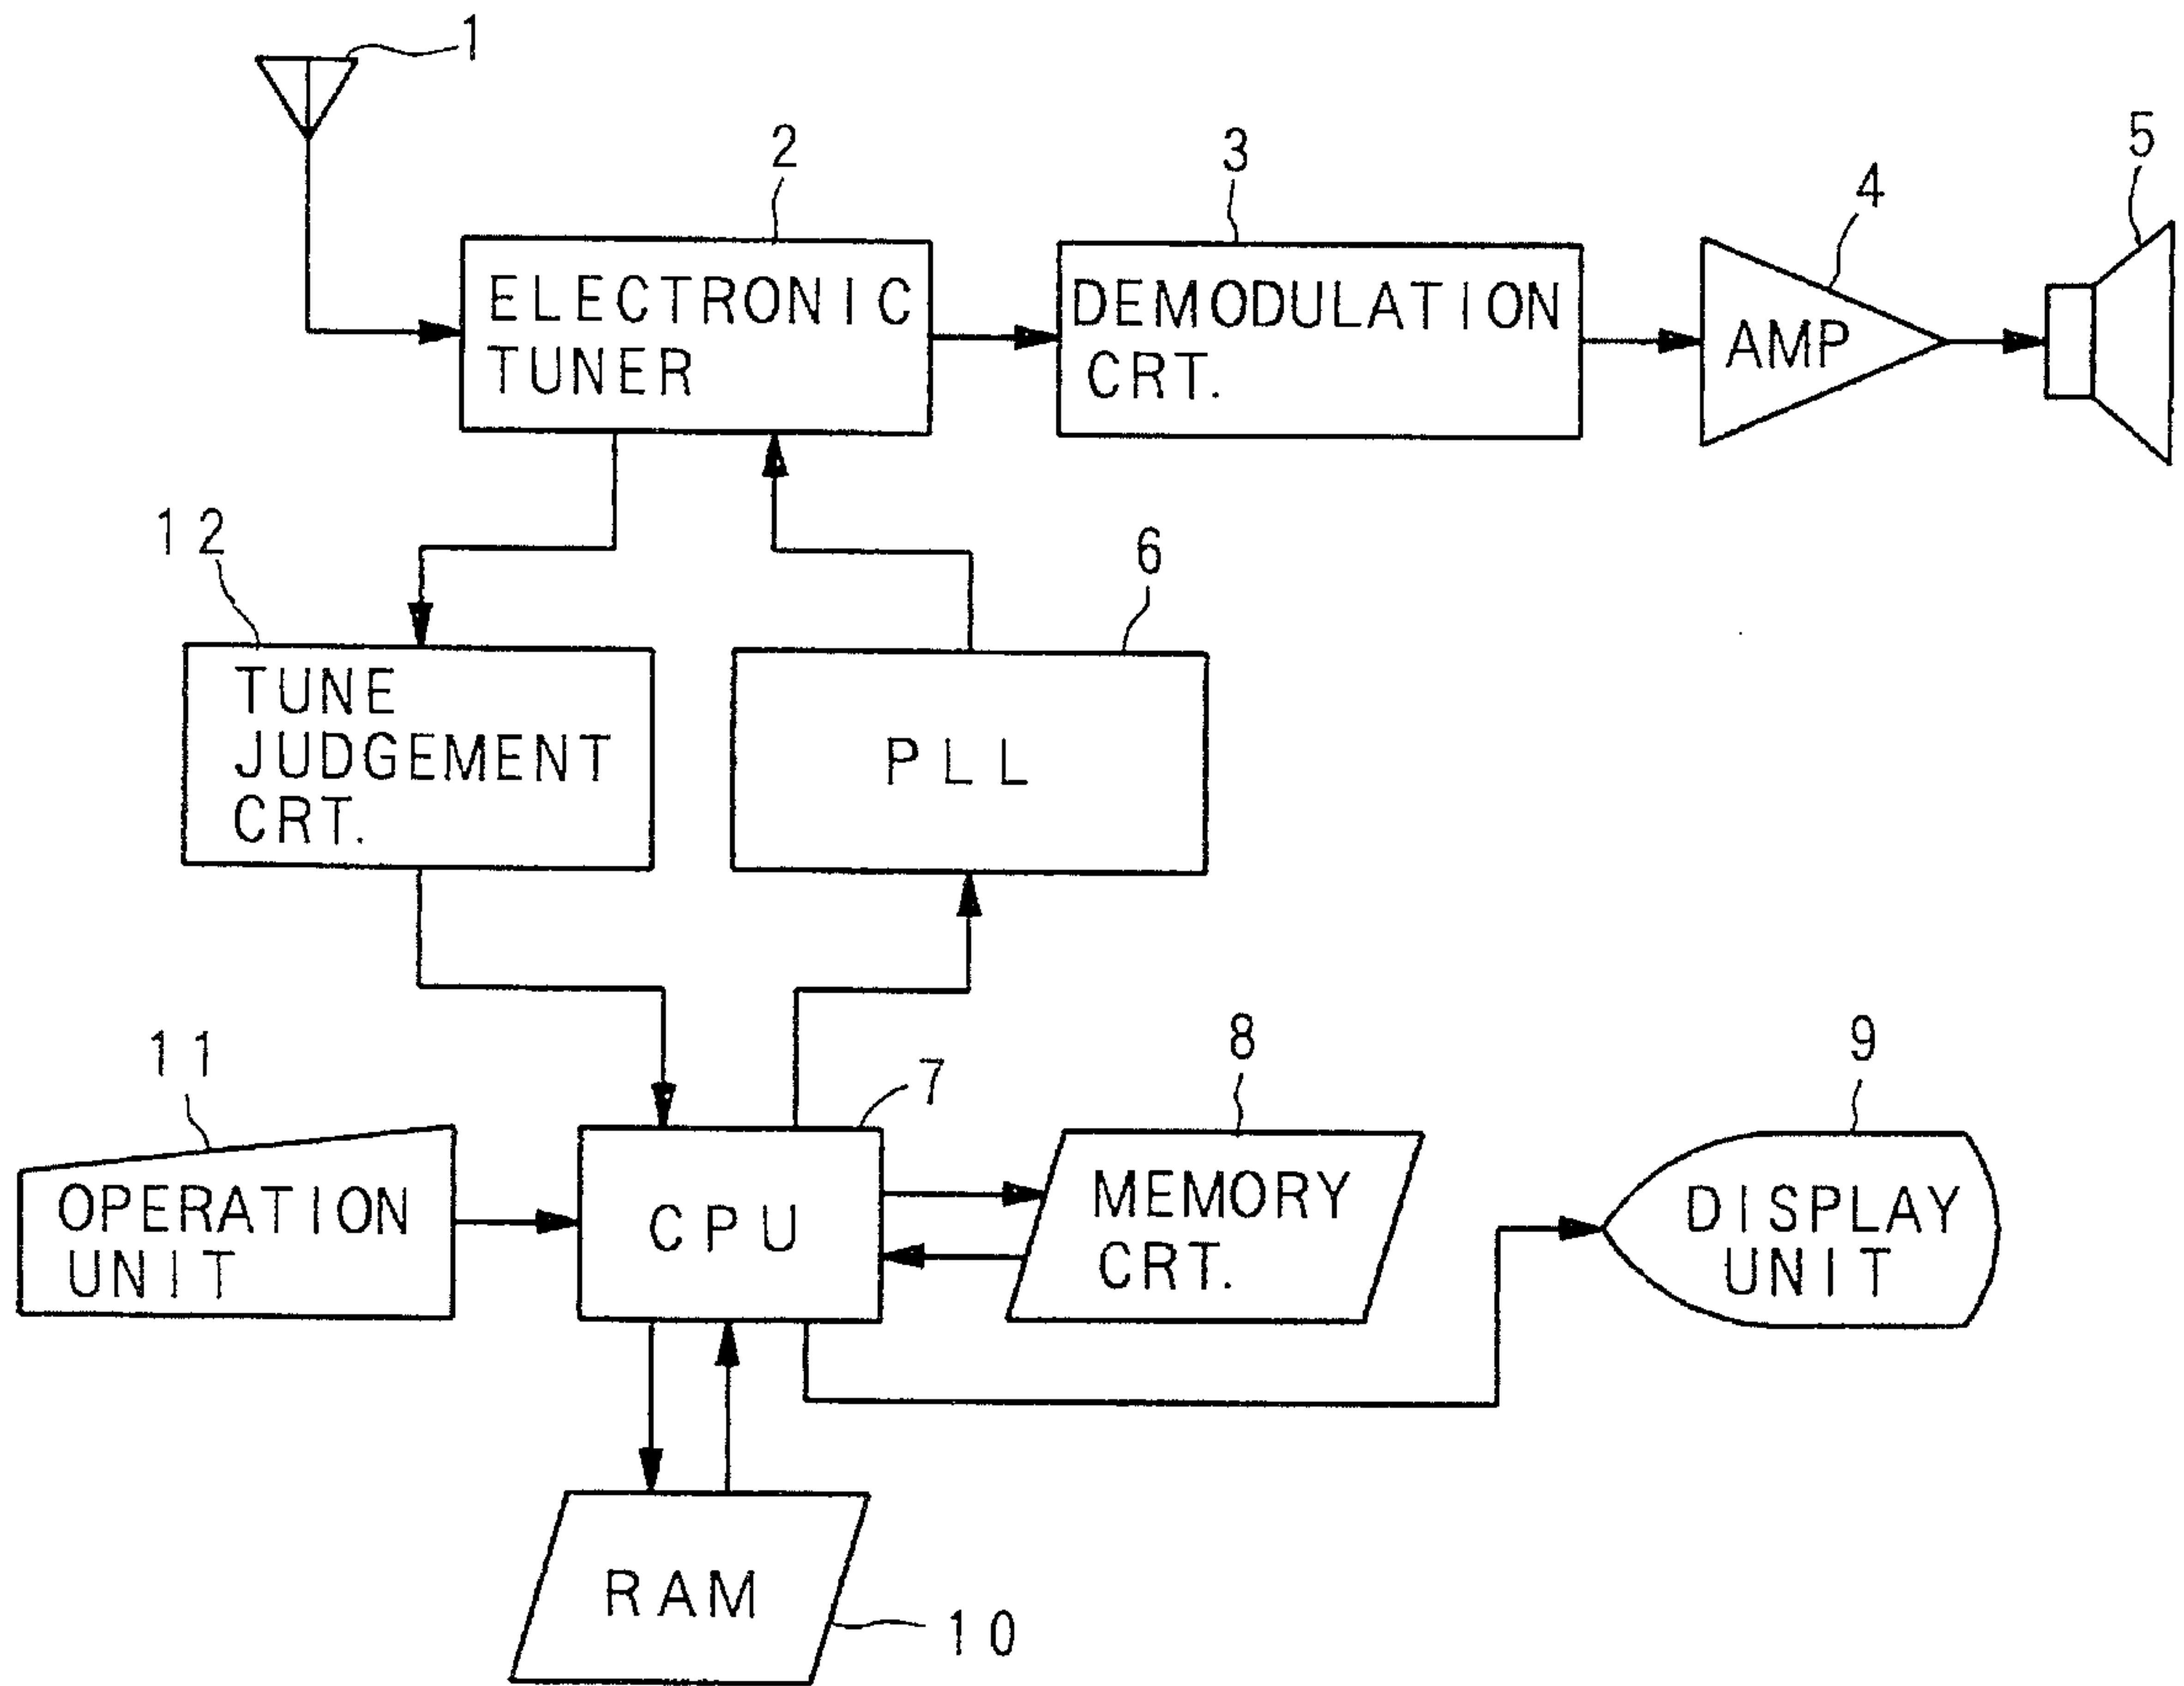 1
2
3
4
5
ELECTRONIC
TUNER
DEMODULATION
CRT.
AMP
12
6
TUNE
JUDGEMENT
CRT.
PLL
11
7
8
9
OPERATION
UNIT
CPU
MEMORY
CRT.
DISPLAY
UNIT
RAM
10